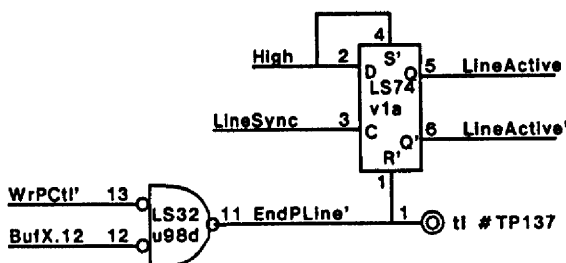 4
High 2 S' 5 LineActive
D Q
LS74
v1a
LineSync 3 C 6 LineActive'
Q'
R'
1
WrPCtl' 13
LS32 11 EndPLine' 1 tl #TP137
u98d
BufX.12 12